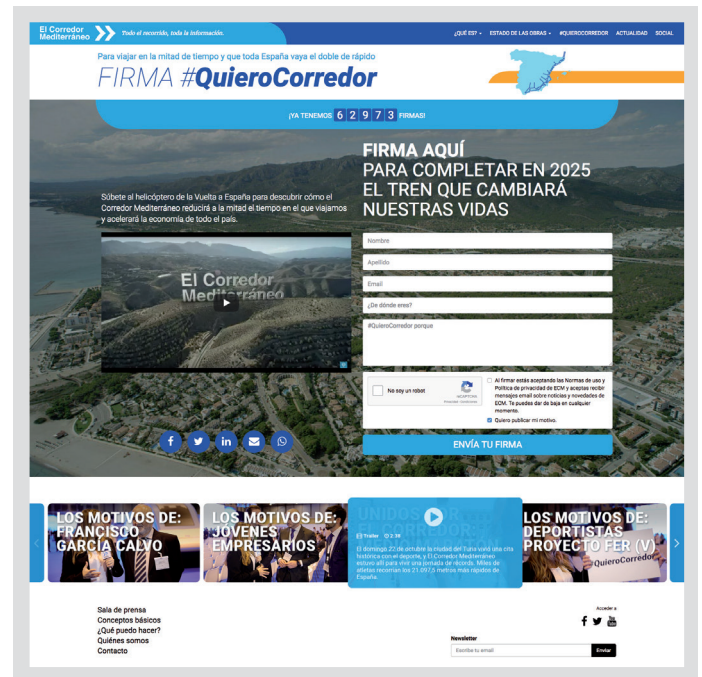 El Corredor
Mediterráneo
Todo el recorrido, toda la información.
¿QUÉ ES?
ESTADO DE LAS OBRAS
#QUIEROCORREDOR
ACTUALIDAD
SOCIAL
Para viajar en la mitad de tiempo y que toda España vaya el doble de rápido
FIRMA #QuieroCorredor
¡YA TENEMOS 6 2 9 7 3 FIRMAS!
Súbete al helicóptero de la Vuelta a España para descubrir cómo el
Corredor Mediterráneo reducirá a la mitad el tiempo en el que viajamos
y acelerará la economía de todo el país.
El Corredor
Mediterráneo
FIRMA AQUÍ
PARA COMPLETAR EN 2025
EL TREN QUE CAMBIARÁ
NUESTRAS VIDAS
Nombre
Apellido
Email
¿De dónde eres?
#QuieroCorredor porque
No soy un robot
reCAPTCHA
Privacidad - Condiciones
Al firmar estás aceptando las Normas de uso y
Política de privacidad de ECM y aceptas recibir
mensajes email sobre noticias y novedades de
ECM. Te puedes dar de baja en cualquier
momento.
Quiero publicar mi motivo.
ENVÍA TU FIRMA
LOS MOTIVOS DE:
FRANCISCO
GARCÍA CALVO
LOS MOTIVOS DE:
JÓVENES
EMPRESARIOS
Trailer 2:38
El domingo 22 de octubre la ciudad del Turia vivió una cita
histórica con el deporte, y El Corredor Mediterráneo
estuvo allí para vivir una jornada de récords. Miles de
atletas recorrían los 21.097,5 metros más rápidos de
España.
LOS MOTIVOS DE:
DEPORTISTAS
PROYECTO FER (V)
#QuieroCorredor
Sala de prensa
Conceptos básicos
¿Qué puedo hacer?
Quiénes somos
Contacto
Acceder a
Newsletter
Escribe tu email
Enviar